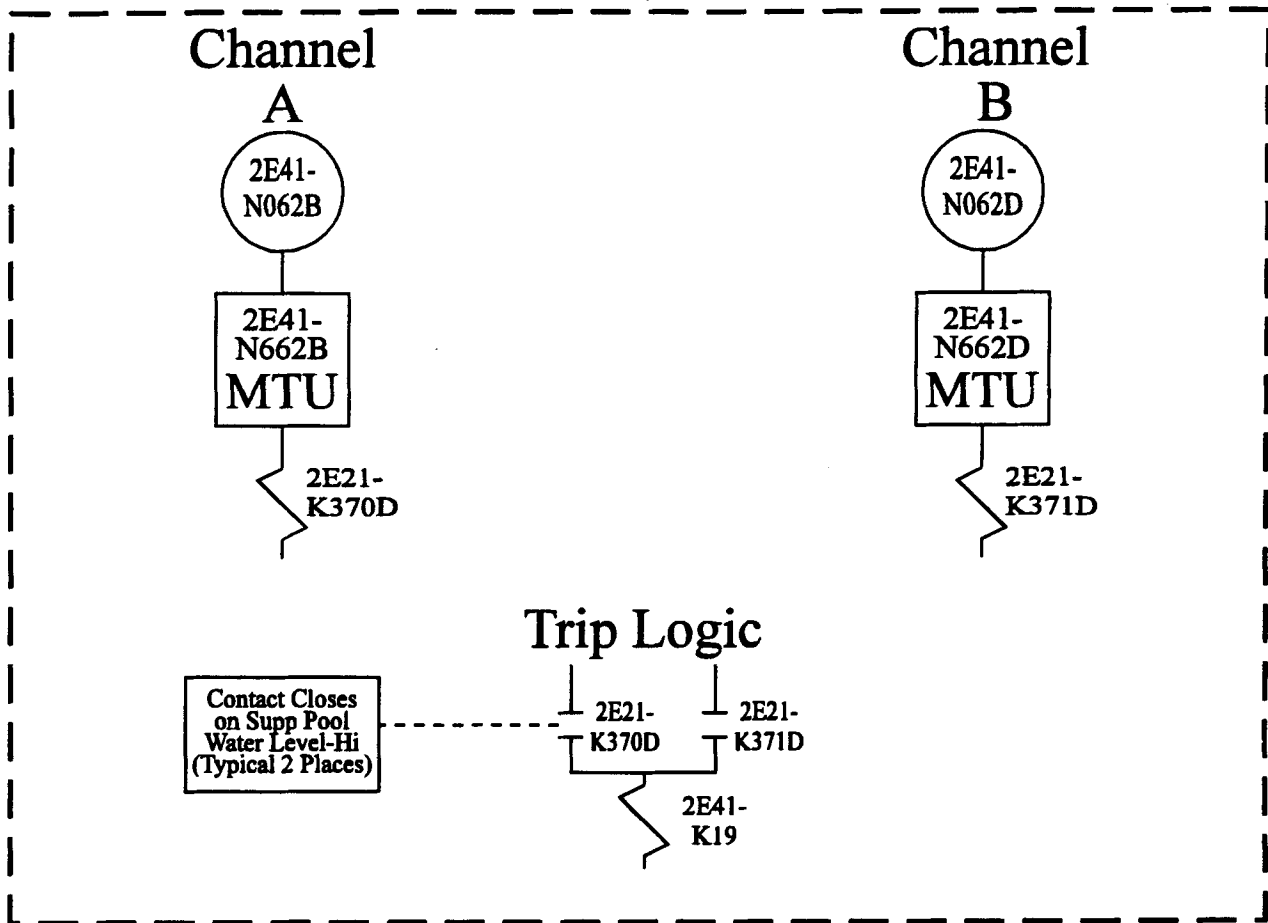 Channel
A
2E41-
N062B
2E41-
N662B
MTU
2E21-
K370D
Channel
B
2E41-
N062D
2E41-
N662D
MTU
2E21-
K371D
Trip Logic
Contact Closes
on Supp Pool
Water Level-Hi
(Typical 2 Places)
2E21-
K370D
2E21-
K371D
2E41-
K19